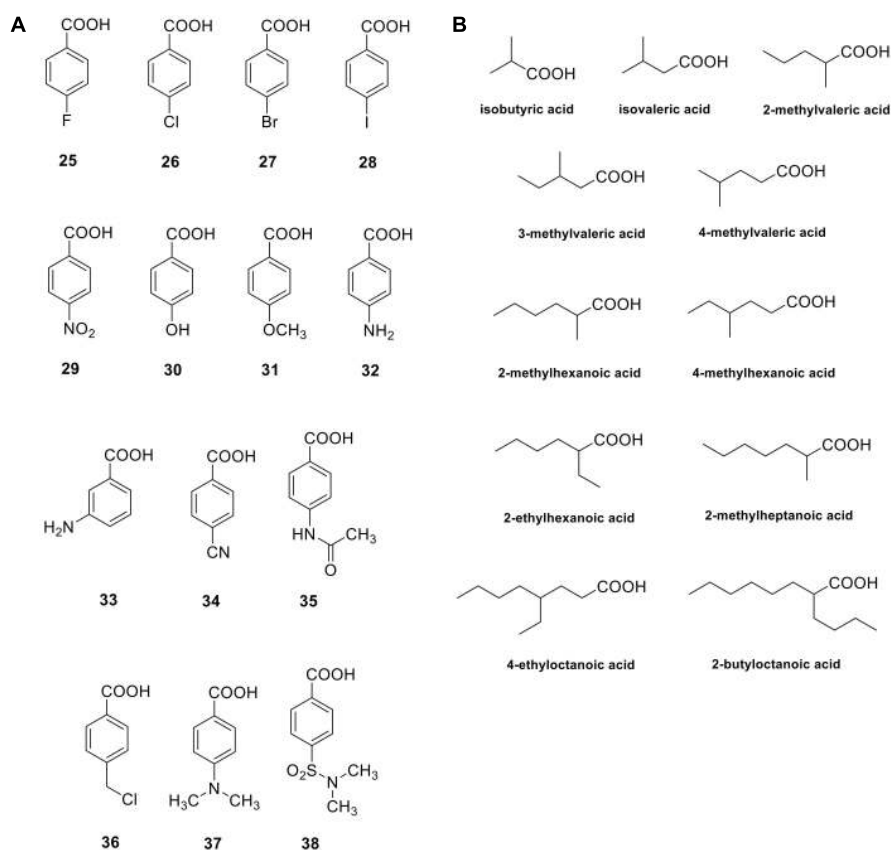 A
COOH COOH COOH COOH
F Cl Br I
25 26 27 28
COOH COOH COOH COOH
NO2 OH OCH3 NH2
29 30 31 32
COOH COOH COOH
H2N CN HN CH3
O
33 34 35
COOH COOH COOH
Cl H3C N CH3 O2S N CH3
CH3
36 37 38
B
COOH COOH COOH
isobutyric acid isovaleric acid 2-methylvaleric acid
COOH COOH
3-methylvaleric acid 4-methylvaleric acid
COOH COOH
2-methylhexanoic acid 4-methylhexanoic acid
COOH COOH
2-ethylhexanoic acid 2-methylheptanoic acid
COOH COOH
4-ethyloctanoic acid 2-butyloctanoic acid